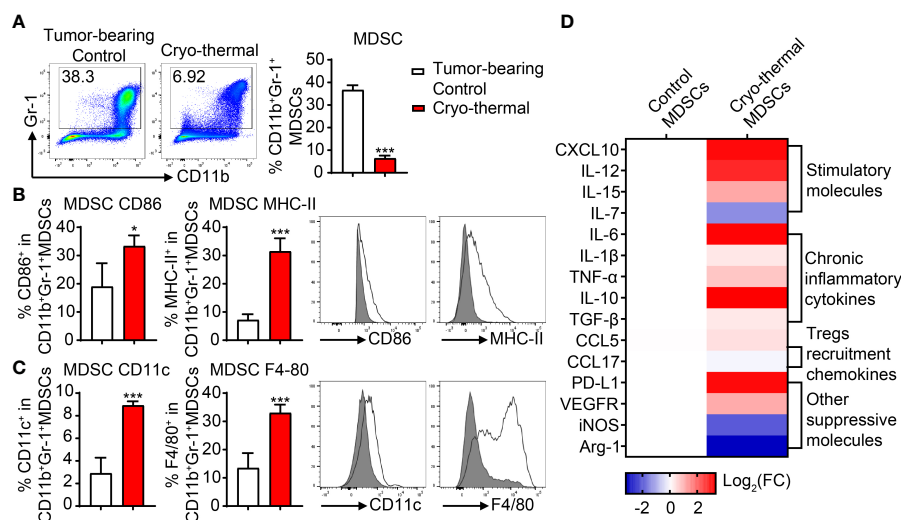 A
Tumor-bearing
Control
Cryo-thermal
38.3
6.92
Gr-1
CD11b
MDSC
% CD11b+Gr-1+
MDSCs
50
40
30
20
10
0
***
Tumor-bearing
Control
Cryo-thermal
B
MDSC CD86
% CD86+ in
CD11b+Gr-1+MDSCs
40
30
20
10
0
*
MDSC MHC-II
% MHC-II+ in
CD11b+Gr-1+MDSCs
40
30
20
10
0
***
CD86
MHC-II
C
MDSC CD11c
% CD11c+ in
CD11b+Gr-1+MDSCs
10
8
6
4
2
0
***
MDSC F4-80
% F4/80+ in
CD11b+Gr-1+MDSCs
40
30
20
10
0
***
CD11c
F4/80
D
Control
MDSCs
Cryo-thermal
MDSCs
CXCL10
IL-12
IL-15
IL-7
IL-6
IL-1β
TNF-α
IL-10
TGF-β
CCL5
CCL17
PD-L1
VEGFR
iNOS
Arg-1
Stimulatory
molecules
Chronic
inflammatory
cytokines
Tregs
recruitment
chemokines
Other
suppressive
molecules
-2
0
2
Log2(FC)